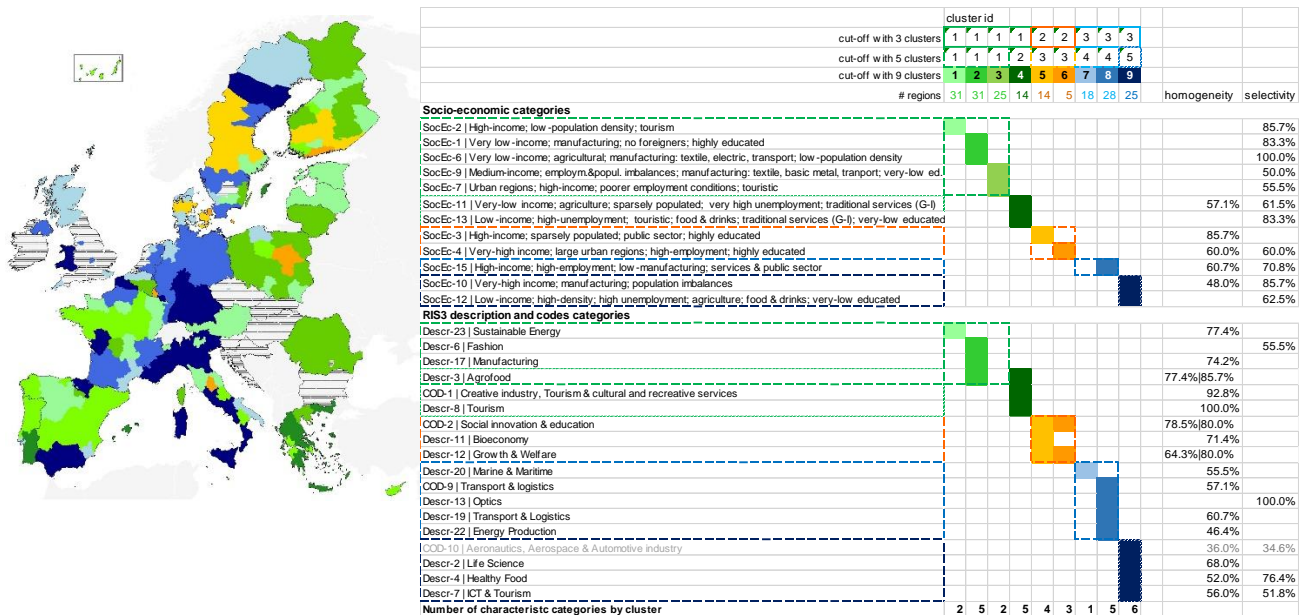 cluster id
cut-off with 3 clusters 1 1 1 1 2 2 3 3 3
cut-off with 5 clusters 1 1 1 2 3 3 4 4 5
cut-off with 9 clusters 1 2 3 4 5 6 7 8 9
# regions 31 31 25 14 14 5 18 28 25 homogeneity selectivity
Socio-economic categories
SocEc-2 | High-income; low-population density; tourism 85.7%
SocEc-1 | Very low-income; manufacturing; no foreigners; highly educated 83.3%
SocEc-6 | Very low-income; agricultural; manufacturing: textile, electric, transport; low-population density 100.0%
SocEc-9 | Medium-income; employm.&popul. imbalances; manufacturing: textile, basic metal, tranport; very-low ed. 50.0%
SocEc-7 | Urban regions; high-income; poorer employment conditions; touristic 55.5%
SocEc-11 | Very-low income; agriculture; sparsely populated; very high unemployment; traditional services (G-I) 57.1% 61.5%
SocEc-13 | Low-income; high-unemployment; touristic; food & drinks; traditional services (G-I); very-low educated 83.3%
SocEc-3 | High-income; sparsely populated; public sector; highly educated 85.7%
SocEc-4 | Very-high income; large urban regions; high-employment; highly educated 60.0% 60.0%
SocEc-15 | High-income; high-employment; low-manufacturing; services & public sector 60.7% 70.8%
SocEc-10 | Very-high income; manufacturing; population imbalances 48.0% 85.7%
SocEc-12 | Low-income; high-density; high unemployment; agriculture; food & drinks; very-low educated 62.5%
RIS3 description and codes categories
Descr-23 | Sustainable Energy 77.4%
Descr-6 | Fashion 55.5%
Descr-17 | Manufacturing 74.2%
Descr-3 | Agrofood 77.4%|85.7%
COD-1 | Creative industry, Tourism & cultural and recreative services 92.8%
Descr-8 | Tourism 100.0%
COD-2 | Social innovation & education 78.5%|80.0%
Descr-11 | Bioeconomy 71.4%
Descr-12 | Growth & Welfare 64.3%|80.0%
Descr-20 | Marine & Maritime 55.5%
COD-9 | Transport & logistics 57.1%
Descr-13 | Optics 100.0%
Descr-19 | Transport & Logistics 60.7%
Descr-22 | Energy Production 46.4%
COD-10 | Aeronautics, Aerospace & Automotive industry 36.0% 34.6%
Descr-2 | Life Science 68.0%
Descr-4 | Healthy Food 52.0% 76.4%
Descr-7 | ICT & Tourism 56.0% 51.8%
Number of characteristc categories by cluster 2 5 2 5 4 3 1 5 6